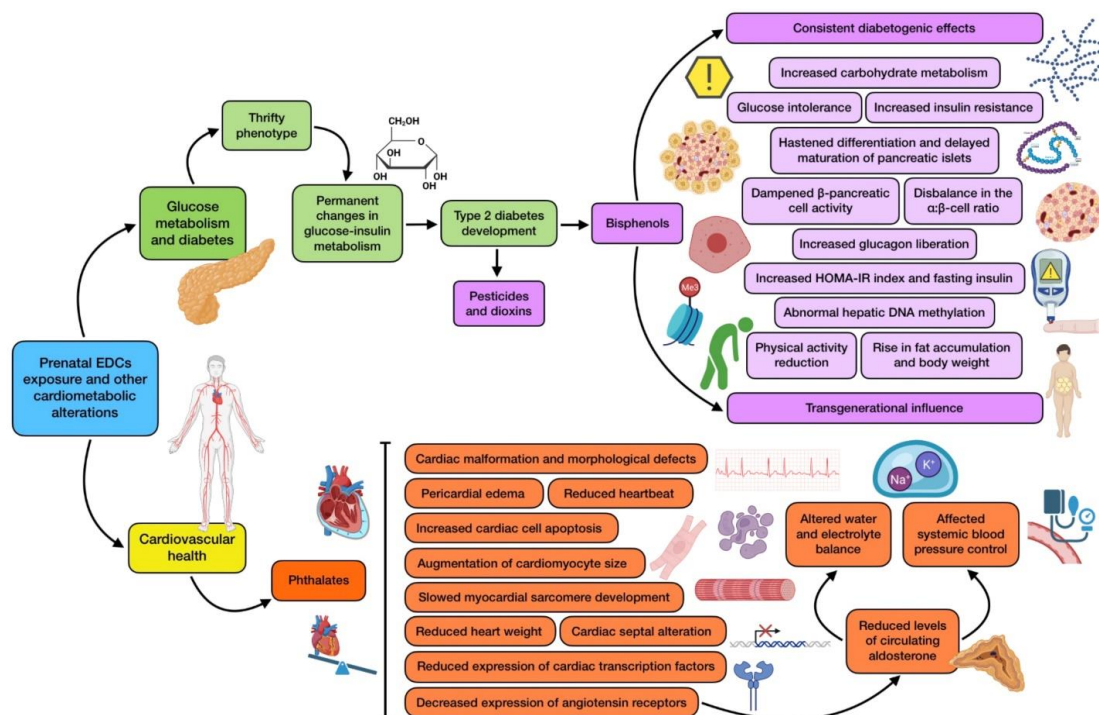 Consistent diabetogenic effects
Increased carbohydrate metabolism
Glucose intolerance
Increased insulin resistance
Hastened differentiation and delayed
maturation of pancreatic islets
Dampened β-pancreatic
cell activity
Disbalance in the
α:β-cell ratio
Increased glucagon liberation
Increased HOMA-IR index and fasting insulin
Abnormal hepatic DNA methylation
Physical activity
reduction
Rise in fat accumulation
and body weight
Transgenerational influence
!
Me3
Thrifty
phenotype
CH₂OH
O
H
H
H
OH
H
HO
OH
H
OH
Glucose
metabolism
and diabetes
Permanent
changes in
glucose-insulin
metabolism
Type 2 diabetes
development
Bisphenols
Pesticides
and dioxins
Prenatal EDCs
exposure and other
cardiometabolic
alterations
Cardiovascular
health
Phthalates
Cardiac malformation and morphological defects
Pericardial edema
Reduced heartbeat
Increased cardiac cell apoptosis
Augmentation of cardiomyocyte size
Slowed myocardial sarcomere development
Reduced heart weight
Cardiac septal alteration
Reduced expression of cardiac transcription factors
Decreased expression of angiotensin receptors
Na⁺
K⁺
Altered water
and electrolyte
balance
Affected
systemic blood
pressure control
Reduced levels
of circulating
aldosterone